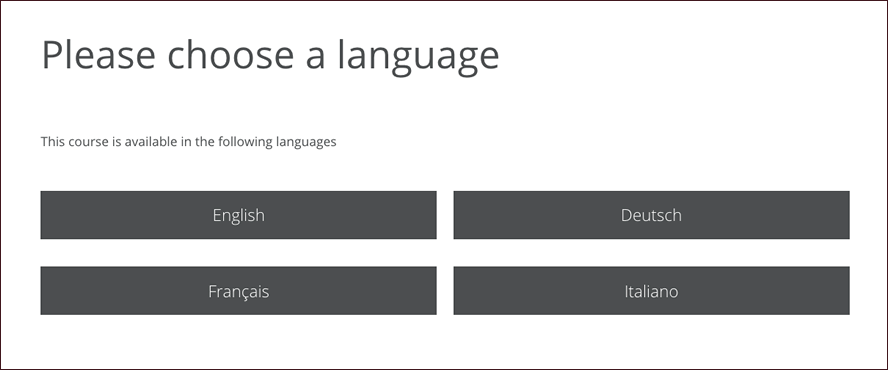 Please choose a language
This course is available in the following languages
English
Deutsch
Français
Italiano